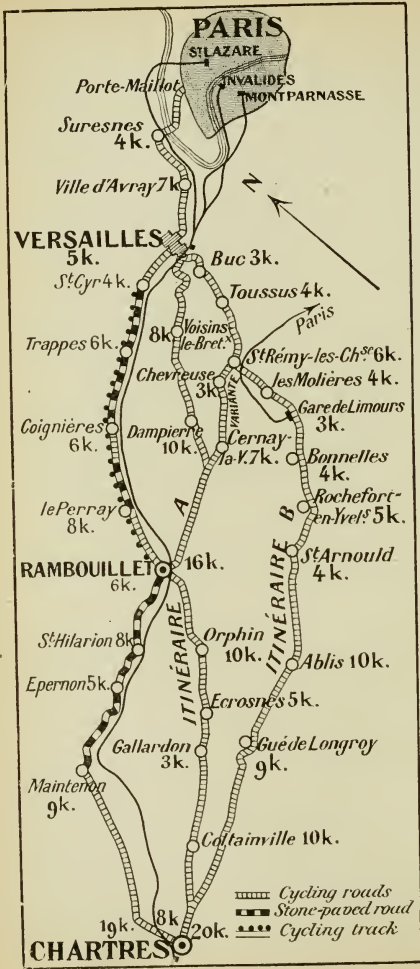 PARIS
ST LAZARE
Porte-Maillot
INVALIDES
MONTPARNASSE
Suresnes
4k.
Ville d'Avray 7k
N
VERSAILLES
5k.
Buc 3k.
St Cyr 4k.
Toussus 4k.
Paris
8k
Voisins-
le-Bret.x
Trappes 6k.
St Rémy-les-Chse 6k.
Chevreuse
3k
les Molières 4k.
VARIANTE
Gare de Limours
3k.
Coignières
6k.
Dampierre
10k.
Cernay-
la-V. 7k.
Bonnelles
4k.
le Perray
8k.
A
Rochefort-
en-Yvels 5k.
B
St Arnould
4k.
RAMBOUILLET
6k.
16k.
ITINÉRAIRE
ITINÉRAIRE
St Hilarion 8k
Orphin
10k.
Ablis 10k.
Epernon 5k.
Ecrosnes 5k.
Gallardon
3k.
Gué de Longroy
9k.
Maintenon
9k.
Coltainville 10k.
Cycling roads
Stone-paved road
Cycling track
19k.
8k
20k.
CHARTRES